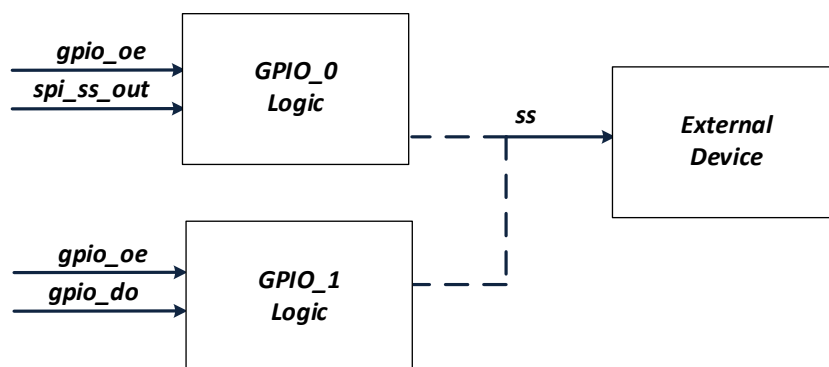 gpio_oe
spi_ss_out
GPIO_0
Logic
ss
External
Device
gpio_oe
gpio_do
GPIO_1
Logic